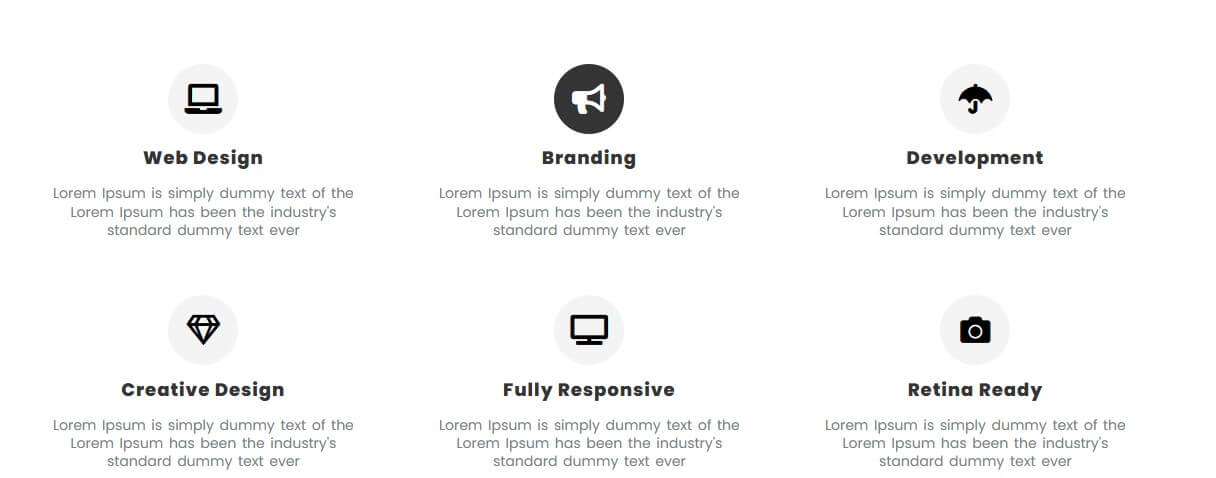 Web Design
Lorem Ipsum is simply dummy text of the
Lorem Ipsum has been the industry's
standard dummy text ever
Branding
Lorem Ipsum is simply dummy text of the
Lorem Ipsum has been the industry's
standard dummy text ever
Development
Lorem Ipsum is simply dummy text of the
Lorem Ipsum has been the industry's
standard dummy text ever
Creative Design
Lorem Ipsum is simply dummy text of the
Lorem Ipsum has been the industry's
standard dummy text ever
Fully Responsive
Lorem Ipsum is simply dummy text of the
Lorem Ipsum has been the industry's
standard dummy text ever
Retina Ready
Lorem Ipsum is simply dummy text of the
Lorem Ipsum has been the industry's
standard dummy text ever